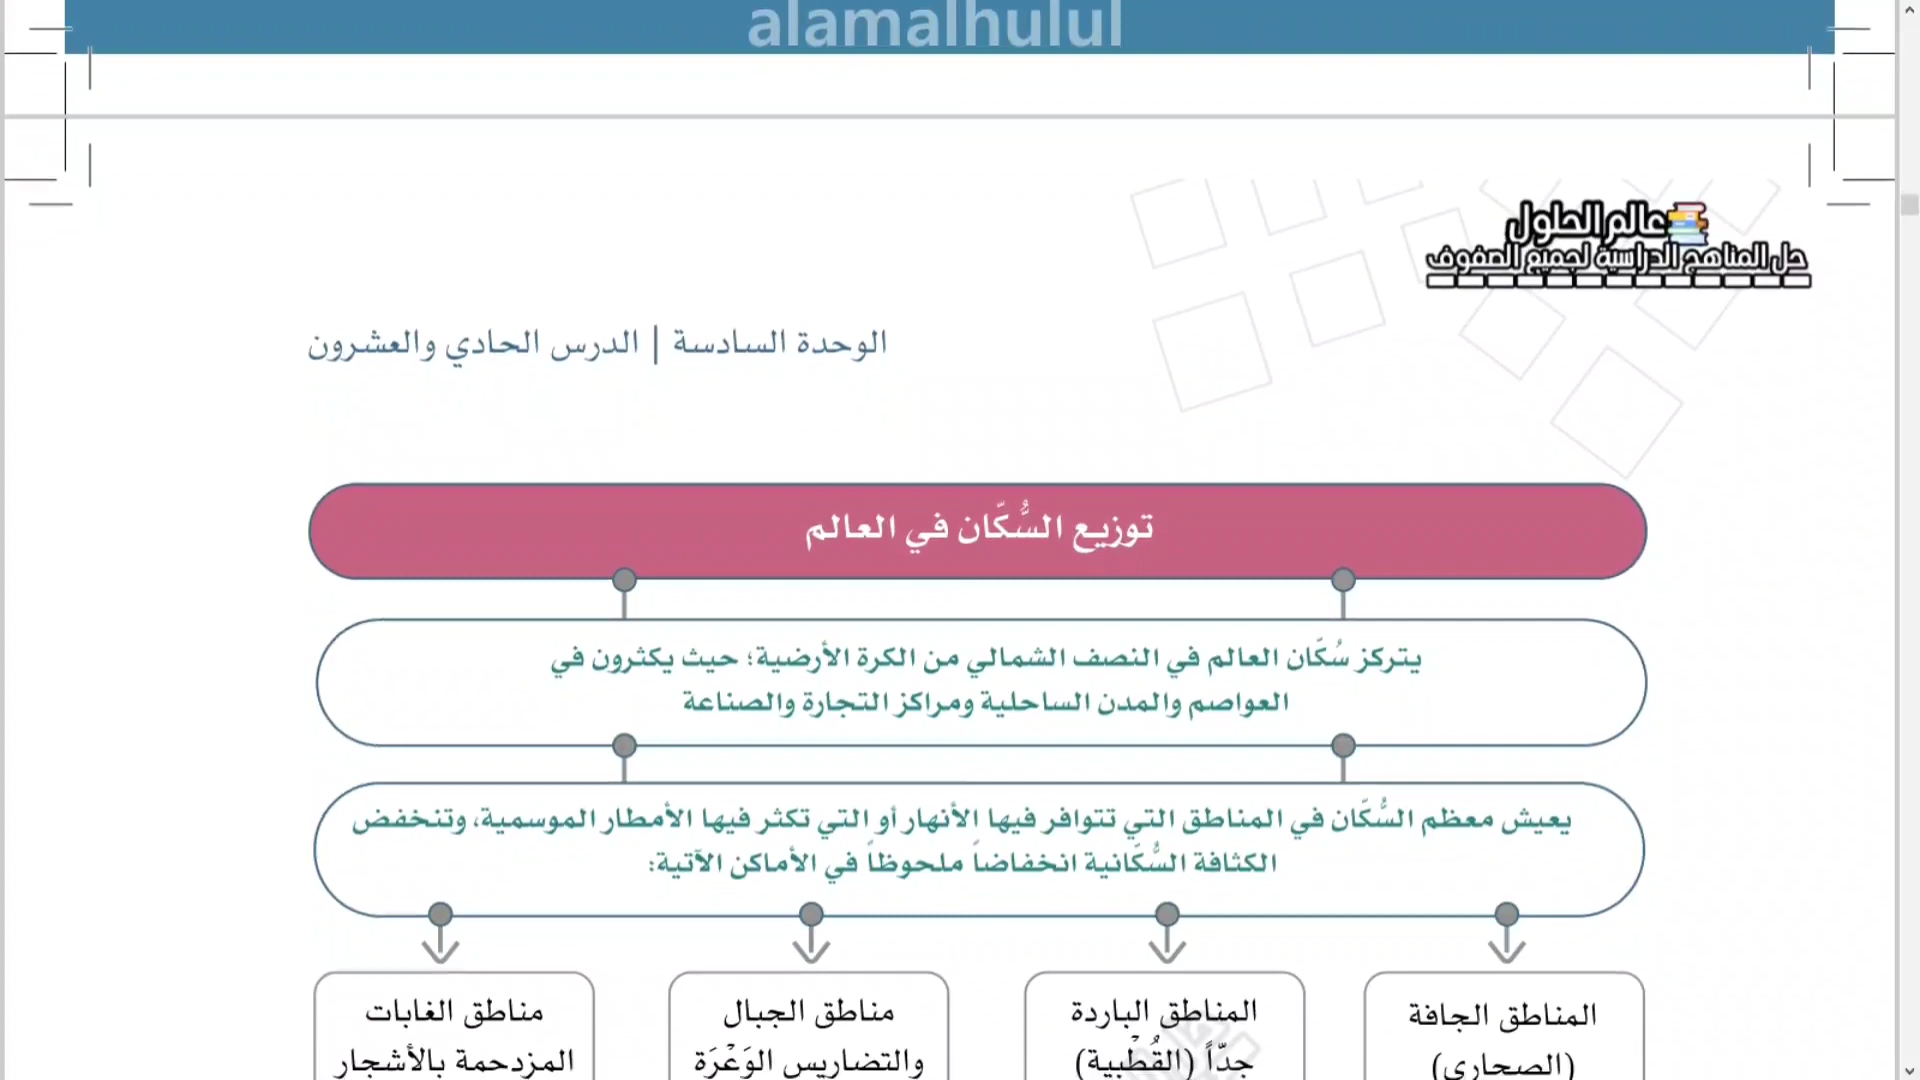 alamalhulul
عالم الحلول
حل المناهج الدراسية لجميع الصفوف
الوحدة السادسة | الدرس الحادي والعشرون
توزيع السُّكّان في العالم
يتركز سُكّان العالم في النصف الشمالي من الكرة الأرضية؛ حيث يكثرون في
العواصم والمدن الساحلية ومراكز التجارة والصناعة
يعيش معظم السُّكّان في المناطق التي تتوافر فيها الأنهار أو التي تكثر فيها الأمطار الموسمية، وتنخفض
الكثافة السُّكّانية انخفاضاً ملحوظاً في الأماكن الآتية:
المناطق الجافة
(الصحاري)
المناطق الباردة
جدّاً (القُطْبية)
مناطق الجبال
والتضاريس الوَعْرَة
مناطق الغابات
المزدحمة بالأشجار